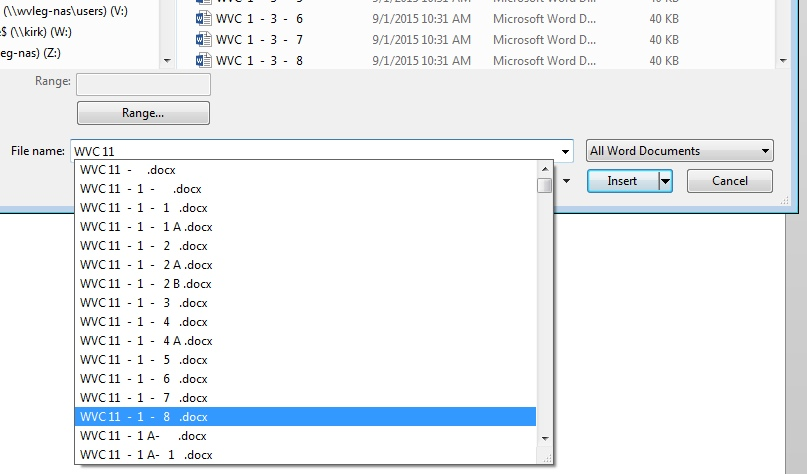 (\\wvleg-nas\users) (V:)
e$ (\\kirk) (W:)
eg-nas) (Z:)
WVC 1 - 3 - 6 9/1/2015 10:31 AM Microsoft Word D... 40 KB
WVC 1 - 3 - 7 9/1/2015 10:31 AM Microsoft Word D... 40 KB
WVC 1 - 3 - 8 9/1/2015 10:31 AM Microsoft Word D... 40 KB
Range:
Range...
File name: WVC 11 All Word Documents
Insert Cancel
WVC 11 - .docx
WVC 11 - 1 - .docx
WVC 11 - 1 - 1 .docx
WVC 11 - 1 - 1 A .docx
WVC 11 - 1 - 2 .docx
WVC 11 - 1 - 2 A .docx
WVC 11 - 1 - 2 B .docx
WVC 11 - 1 - 3 .docx
WVC 11 - 1 - 4 .docx
WVC 11 - 1 - 4 A .docx
WVC 11 - 1 - 5 .docx
WVC 11 - 1 - 6 .docx
WVC 11 - 1 - 7 .docx
WVC 11 - 1 - 8 .docx
WVC 11 - 1 A- .docx
WVC 11 - 1 A- 1 .docx